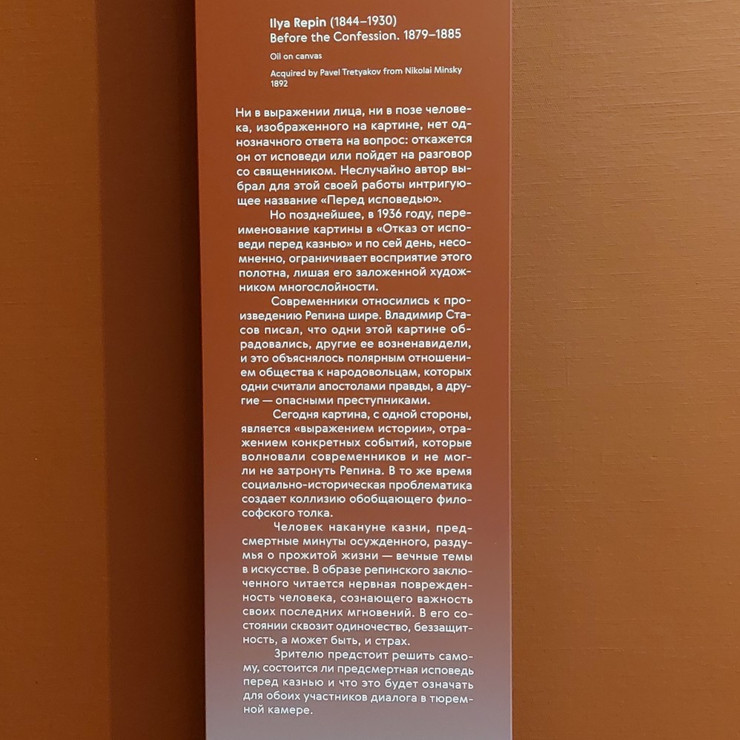 Ilya Repin (1844–1930)
Before the Confession. 1879–1885
Oil on canvas
Acquired by Pavel Tretyakov from Nikolai Minsky
1892
Ни в выражении лица, ни в позе челове-
ка, изображенного на картине, нет од-
нозначного ответа на вопрос: откажется
он от исповеди или пойдет на разговор
со священником. Неслучайно автор вы-
брал для этой своей работы интригую-
щее название «Перед исповедью».
Но позднейшее, в 1936 году, пере-
именование картины в «Отказ от испо-
веди перед казнью» и по сей день, несо-
мненно, ограничивает восприятие этого
полотна, лишая его заложенной худож-
ником многослойности.
Современники относились к про-
изведению Репина шире. Владимир Ста-
сов писал, что одни этой картине об-
радовались, другие ее возненавидели,
и это объяснялось полярным отношени-
ем общества к народовольцам, которых
одни считали апостолами правды, а дру-
гие — опасными преступниками.
Сегодня картина, с одной стороны,
является «выражением истории», отра-
жением конкретных событий, которые
волновали современников и не мог-
ли не затронуть Репина. В то же время
социально-историческая проблематика
создает коллизию обобщающего фило-
софского толка.
Человек накануне казни, пред-
смертные минуты осужденного, разду-
мья о прожитой жизни — вечные темы
в искусстве. В образе репинского заклю-
ченного читается нервная поврежден-
ность человека, сознающего важность
своих последних мгновений. В его со-
стоянии сквозит одиночество, беззащит-
ность, а может быть, и страх.
Зрителю предстоит решить само-
му, состоится ли предсмертная исповедь
перед казнью и что это будет означать
для обоих участников диалога в тюрем-
ной камере.